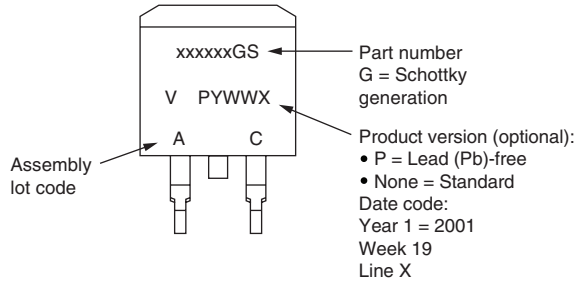 xxxxxxGS
V PYWWX
A C
Assembly
lot code
Part number
G = Schottky
generation
Product version (optional):
• P = Lead (Pb)-free
• None = Standard
Date code:
Year 1 = 2001
Week 19
Line X